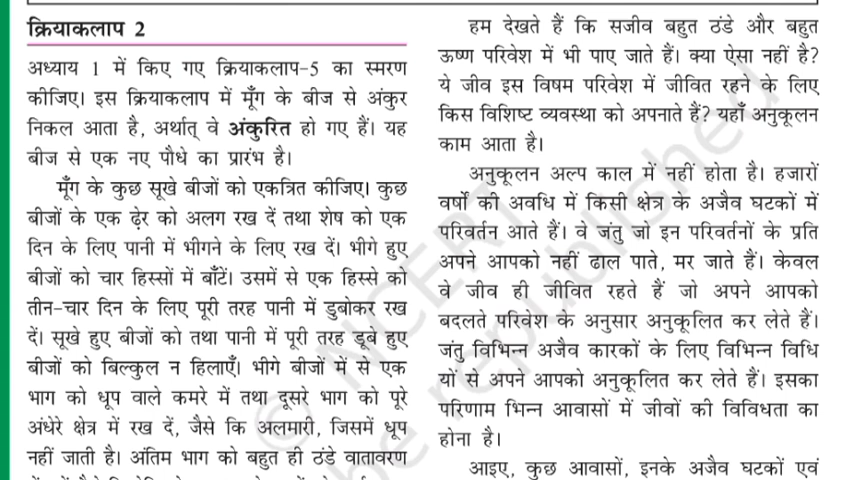 क्रियाकलाप 2
अध्याय 1 में किए गए क्रियाकलाप-5 का स्मरण
कीजिए। इस क्रियाकलाप में मूँग के बीज से अंकुर
निकल आता है, अर्थात् वे अंकुरित हो गए हैं। यह
बीज से एक नए पौधे का प्रारंभ है।
मूँग के कुछ सूखे बीजों को एकत्रित कीजिए। कुछ
बीजों के एक ढ़ेर को अलग रख दें तथा शेष को एक
दिन के लिए पानी में भीगने के लिए रख दें। भीगे हुए
बीजों को चार हिस्सों में बाँटें। उसमें से एक हिस्से को
तीन-चार दिन के लिए पूरी तरह पानी में डुबोकर रख
दें। सूखे हुए बीजों को तथा पानी में पूरी तरह डूबे हुए
बीजों को बिल्कुल न हिलाएँ। भीगे बीजों में से एक
भाग को धूप वाले कमरे में तथा दूसरे भाग को पूरे
अंधेरे क्षेत्र में रख दें, जैसे कि अलमारी, जिसमें धूप
नहीं जाती है। अंतिम भाग को बहुत ही ठंडे वातावरण
हम देखते हैं कि सजीव बहुत ठंडे और बहुत
ऊष्ण परिवेश में भी पाए जाते हैं। क्या ऐसा नहीं है?
ये जीव इस विषम परिवेश में जीवित रहने के लिए
किस विशिष्ट व्यवस्था को अपनाते हैं? यहाँ अनुकूलन
काम आता है।
अनुकूलन अल्प काल में नहीं होता है। हजारों
वर्षों की अवधि में किसी क्षेत्र के अजैव घटकों में
परिवर्तन आते हैं। वे जंतु जो इन परिवर्तनों के प्रति
अपने आपको नहीं ढाल पाते, मर जाते हैं। केवल
वे जीव ही जीवित रहते हैं जो अपने आपको
बदलते परिवेश के अनुसार अनुकूलित कर लेते हैं।
जंतु विभिन्न अजैव कारकों के लिए विभिन्न विधि
यों से अपने आपको अनुकूलित कर लेते हैं। इसका
परिणाम भिन्न आवासों में जीवों की विविधता का
होना है।
आइए, कुछ आवासों, इनके अजैव घटकों एवं
© NCERT
be republished